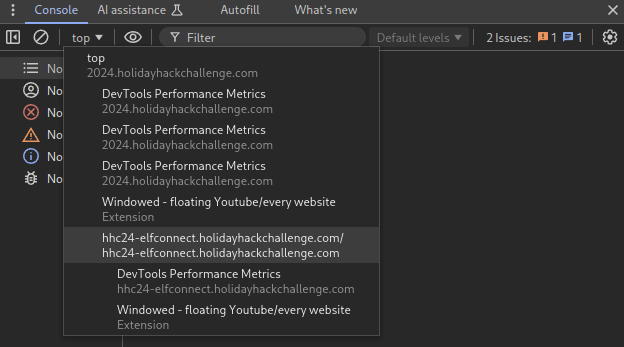 Console AI assistance Autofill What's new
top Filter Default levels 2 Issues: 1 1
No
No
No
No
No
No
top
2024.holidayhackchallenge.com
DevTools Performance Metrics
2024.holidayhackchallenge.com
DevTools Performance Metrics
2024.holidayhackchallenge.com
DevTools Performance Metrics
2024.holidayhackchallenge.com
Windowed - floating Youtube/every website
Extension
hhc24-elfconnect.holidayhackchallenge.com/
hhc24-elfconnect.holidayhackchallenge.com
DevTools Performance Metrics
hhc24-elfconnect.holidayhackchallenge.com
Windowed - floating Youtube/every website
Extension